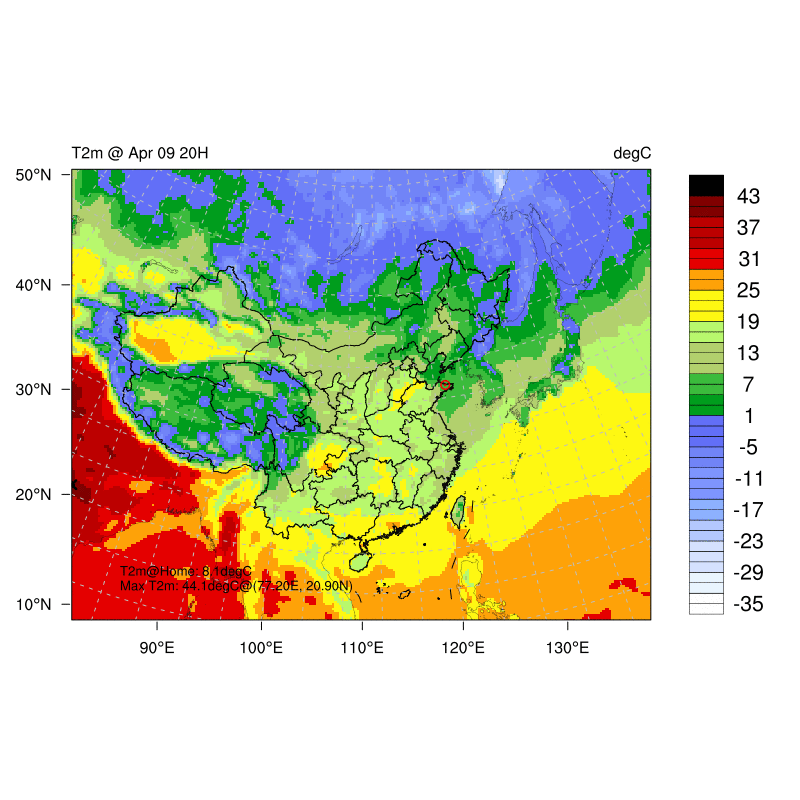 T2m @ Apr 09 20H
degC
50°N
40°N
30°N
20°N
10°N
90°E
100°E
110°E
120°E
130°E
T2m@Home: 8.1degC
Max T2m: 44.1degC@(77.20E, 20.90N)
43
37
31
25
19
13
7
1
-5
-11
-17
-23
-29
-35